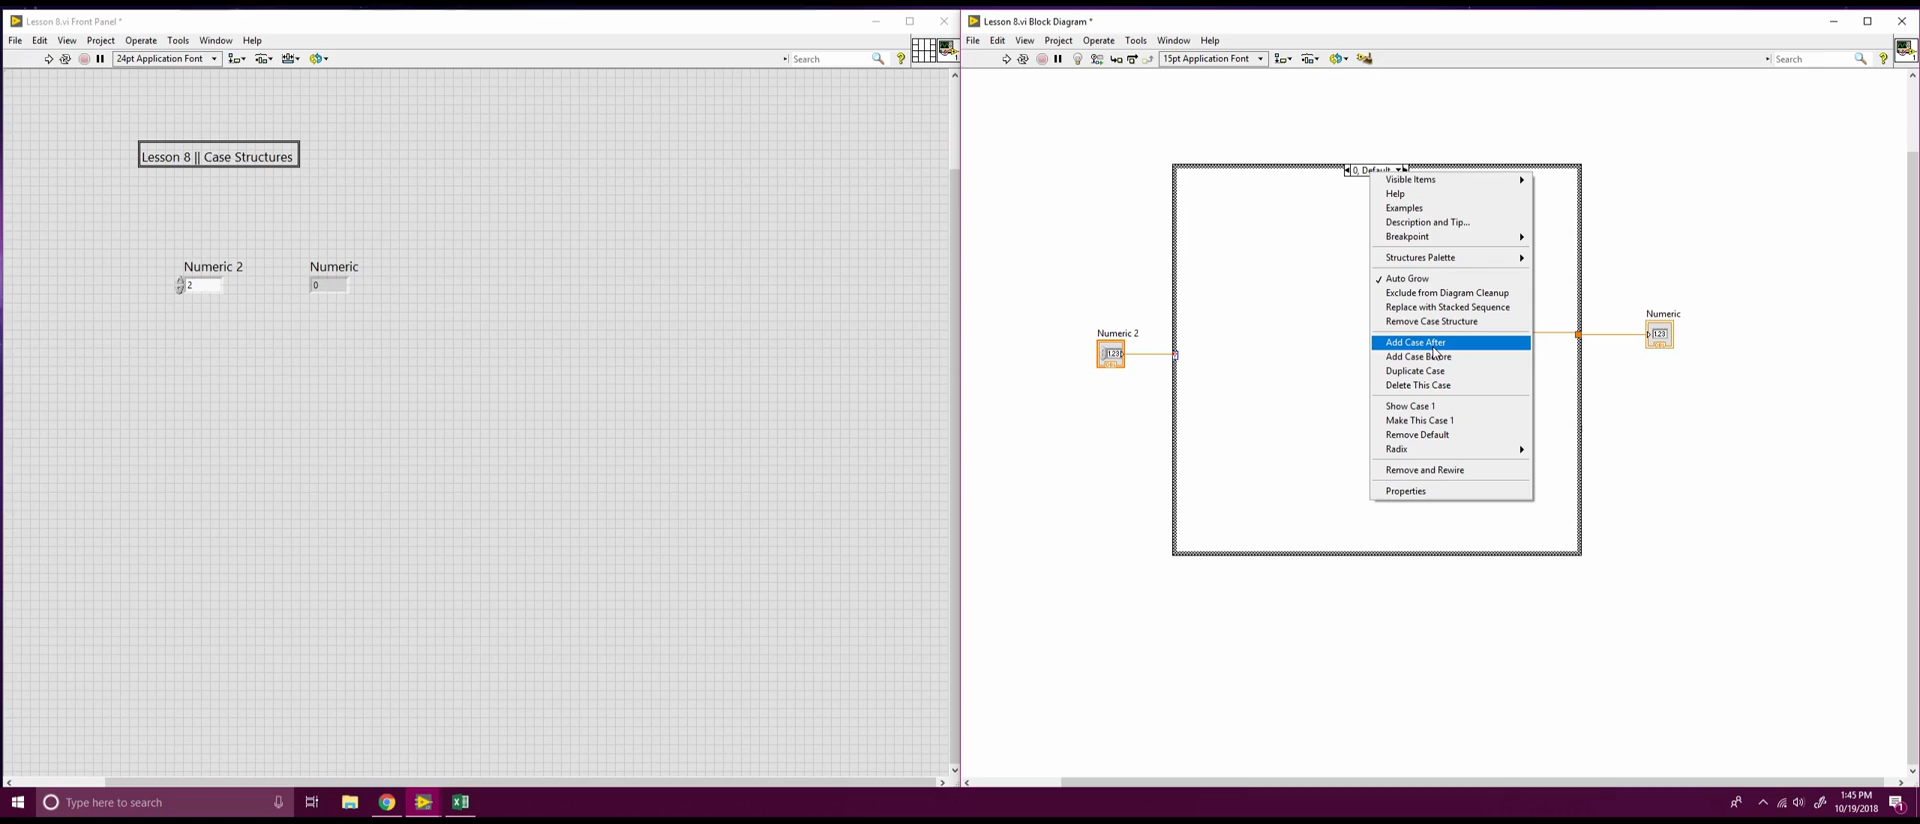 Lesson 8.vi Front Panel *
File Edit View Project Operate Tools Window Help
24pt Application Font
Search
Lesson 8 || Case Structures
Numeric 2
2
Numeric
0
Lesson 8.vi Block Diagram *
File Edit View Project Operate Tools Window Help
15pt Application Font
Search
0, Default
Visible Items
Help
Examples
Description and Tip...
Breakpoint
Structures Palette
Auto Grow
Exclude from Diagram Cleanup
Replace with Stacked Sequence
Remove Case Structure
Add Case After
Add Case Before
Duplicate Case
Delete This Case
Show Case 1
Make This Case 1
Remove Default
Radix
Remove and Rewire
Properties
Numeric 2
1.23
Numeric
1.23
Type here to search
1:45 PM
10/19/2018
1